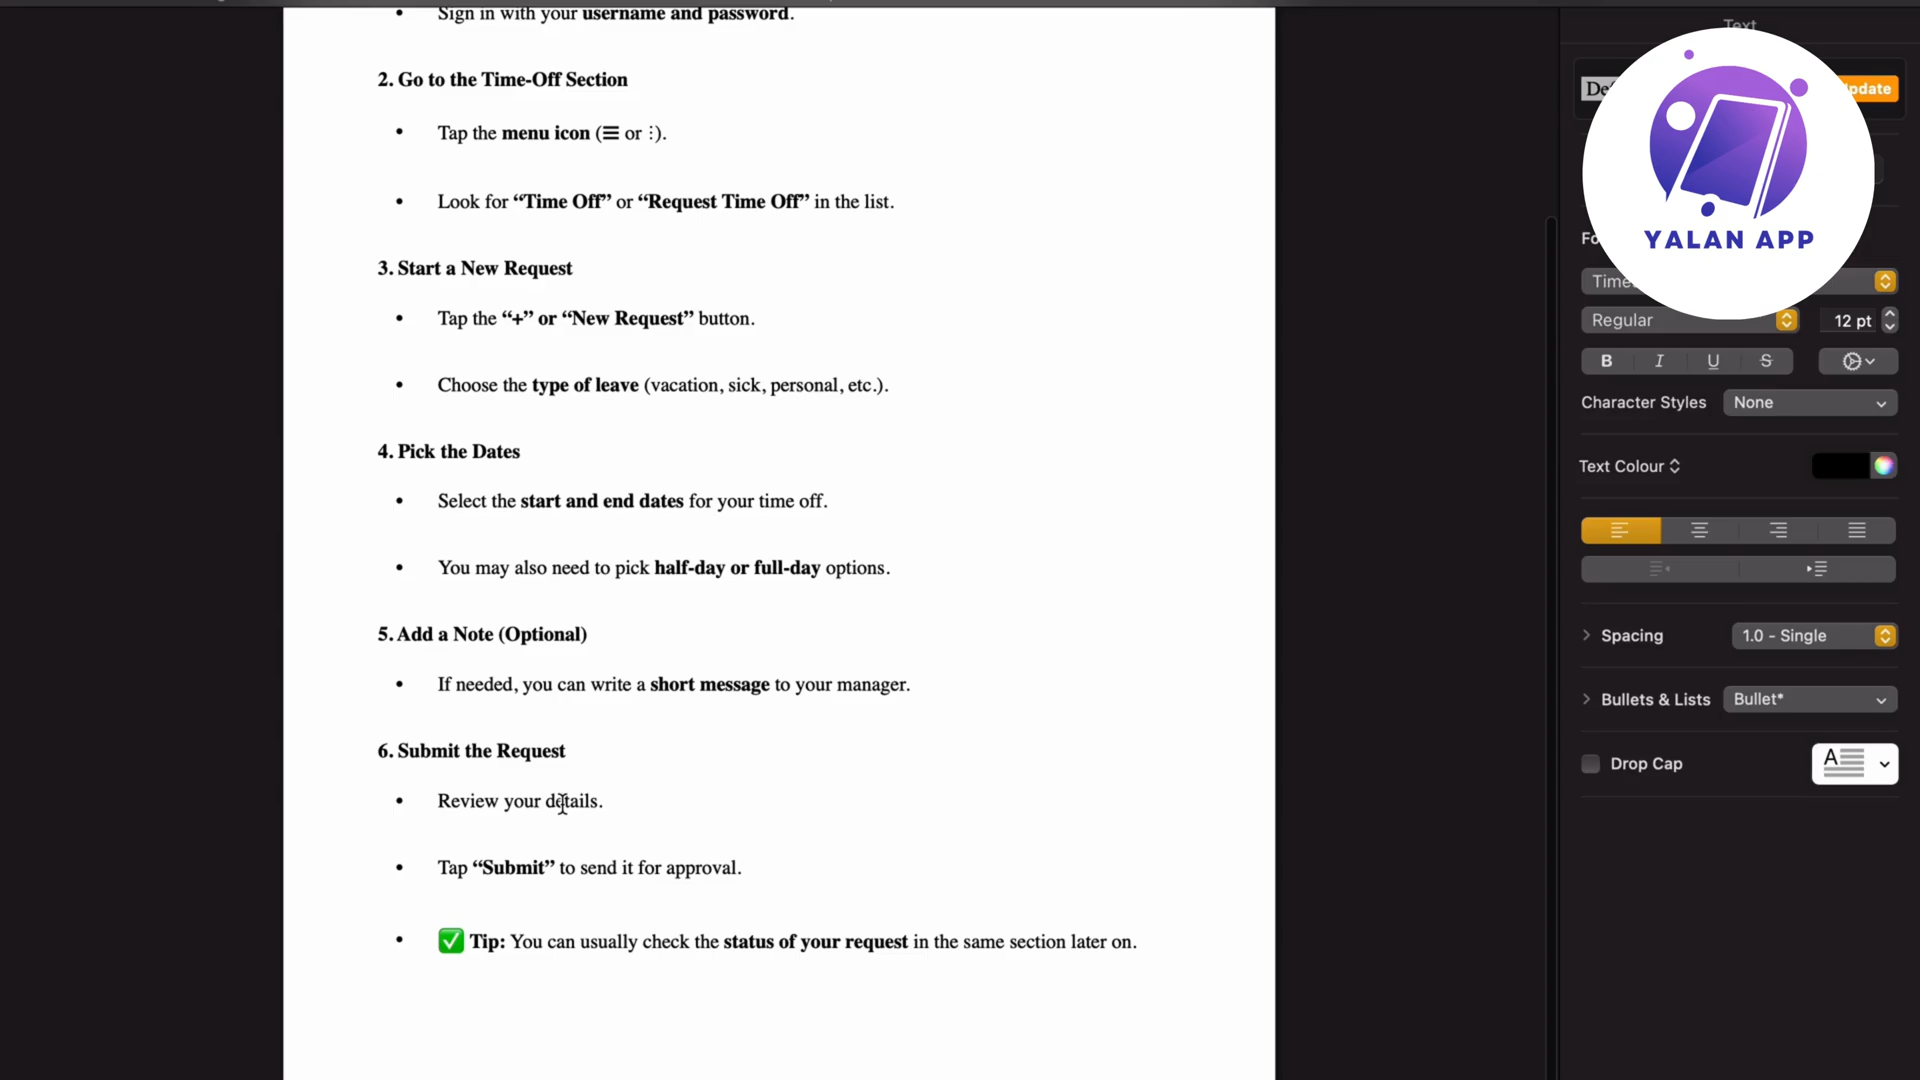 Text
• Sign in with your username and password.
2. Go to the Time-Off Section
• Tap the menu icon (☰ or ⋮).
• Look for “Time Off” or “Request Time Off” in the list.
3. Start a New Request
• Tap the “+” or “New Request” button.
• Choose the type of leave (vacation, sick, personal, etc.).
4. Pick the Dates
• Select the start and end dates for your time off.
• You may also need to pick half-day or full-day options.
5. Add a Note (Optional)
• If needed, you can write a short message to your manager.
6. Submit the Request
• Review your details.
• Tap “Submit” to send it for approval.
• ✅ Tip: You can usually check the status of your request in the same section later on.
YALAN APP
Regular
12 pt
B I U S
Character Styles
None
Text Colour
Spacing
1.0 - Single
Bullets & Lists
Bullet*
Drop Cap
A